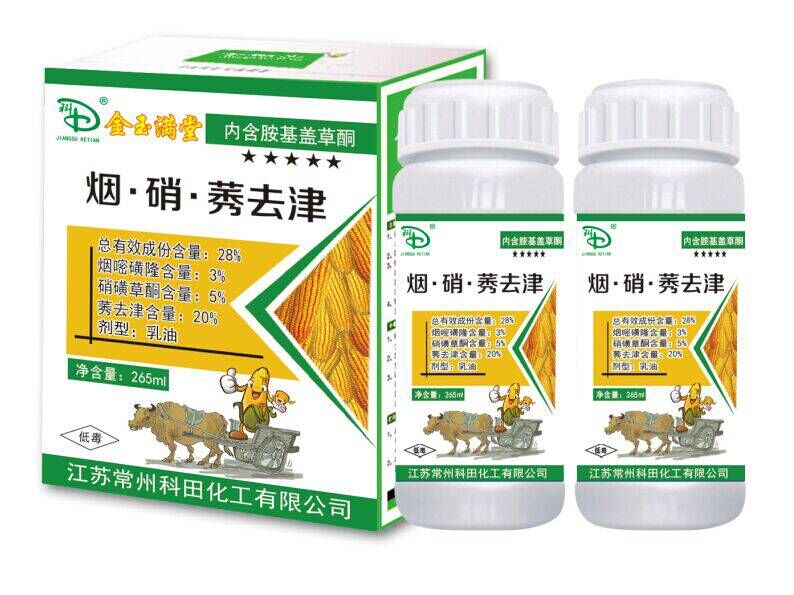 科
®
JIANGSU KETIAN
金玉满堂
内含胺基盖草酮
★★★★★
烟·硝·莠去津
总有效成份含量：28%
烟嘧磺隆含量：3%
硝磺草酮含量：5%
莠去津含量：20%
剂型：乳油
净含量：265ml
低毒
江苏常州科田化工有限公司
科
®
JIANGSU KETIAN
内含胺基盖草酮
★★★★★
烟·硝·莠去津
总有效成份含量：28%
烟嘧磺隆含量：3%
硝磺草酮含量：5%
莠去津含量：20%
剂型：乳油
净含量：265ml
低毒
江苏常州科田化工有限公司
科
®
JIANGSU KETIAN
内含胺基盖草酮
★★★★★
烟·硝·莠去津
总有效成份含量：28%
烟嘧磺隆含量：3%
硝磺草酮含量：5%
莠去津含量：20%
剂型：乳油
净含量：265ml
低毒
江苏常州科田化工有限公司